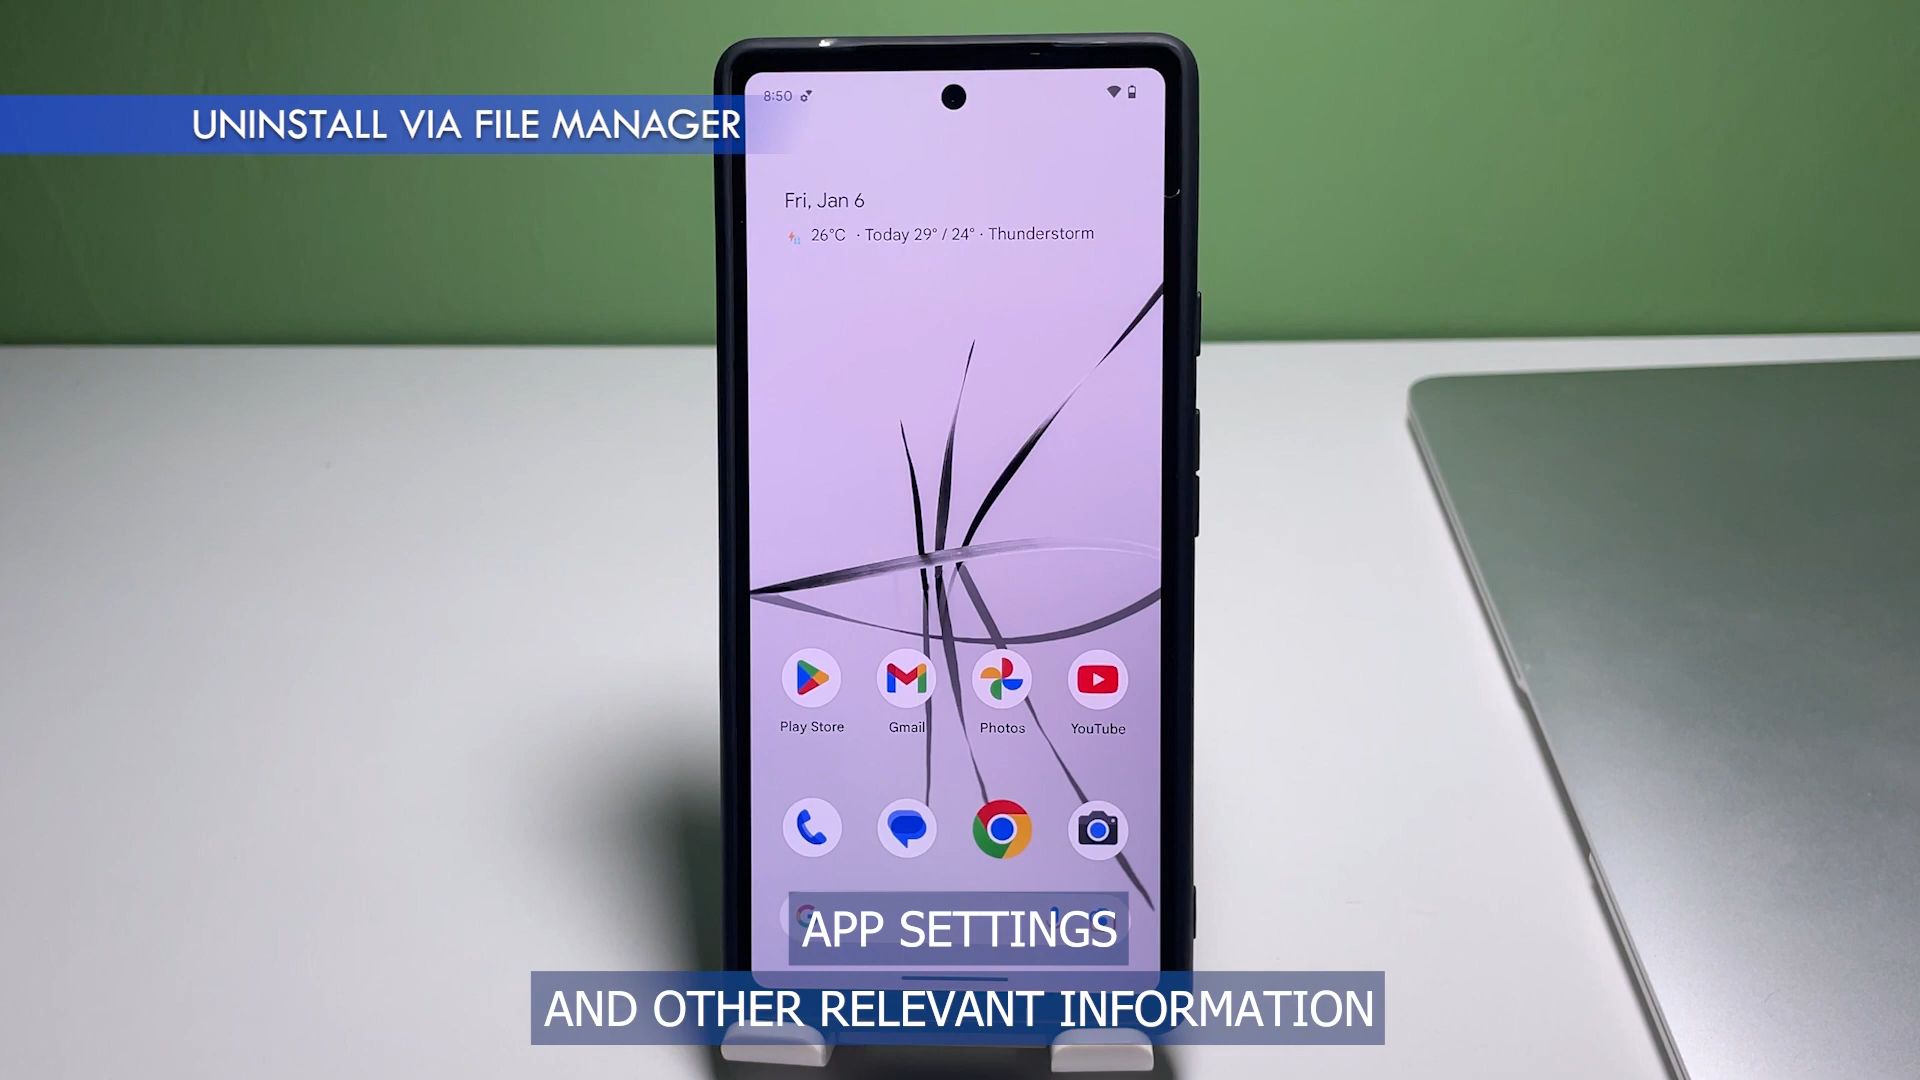 UNINSTALL VIA FILE MANAGER
8:50
Fri, Jan 6
26°C · Today 29° / 24° · Thunderstorm
Play Store
Gmail
Photos
YouTube
APP SETTINGS
AND OTHER RELEVANT INFORMATION